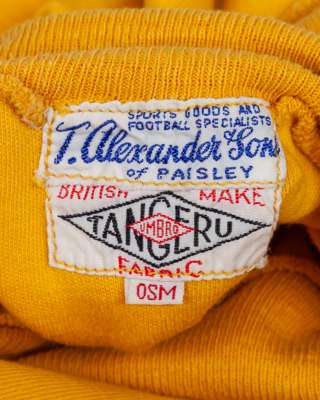 SPORTS GOODS AND
FOOTBALL SPECIALISTS
T. Alexander & Sons
OF PAISLEY
BRITISH MAKE
TANGERU
UMBRO
FABRIC
OSM